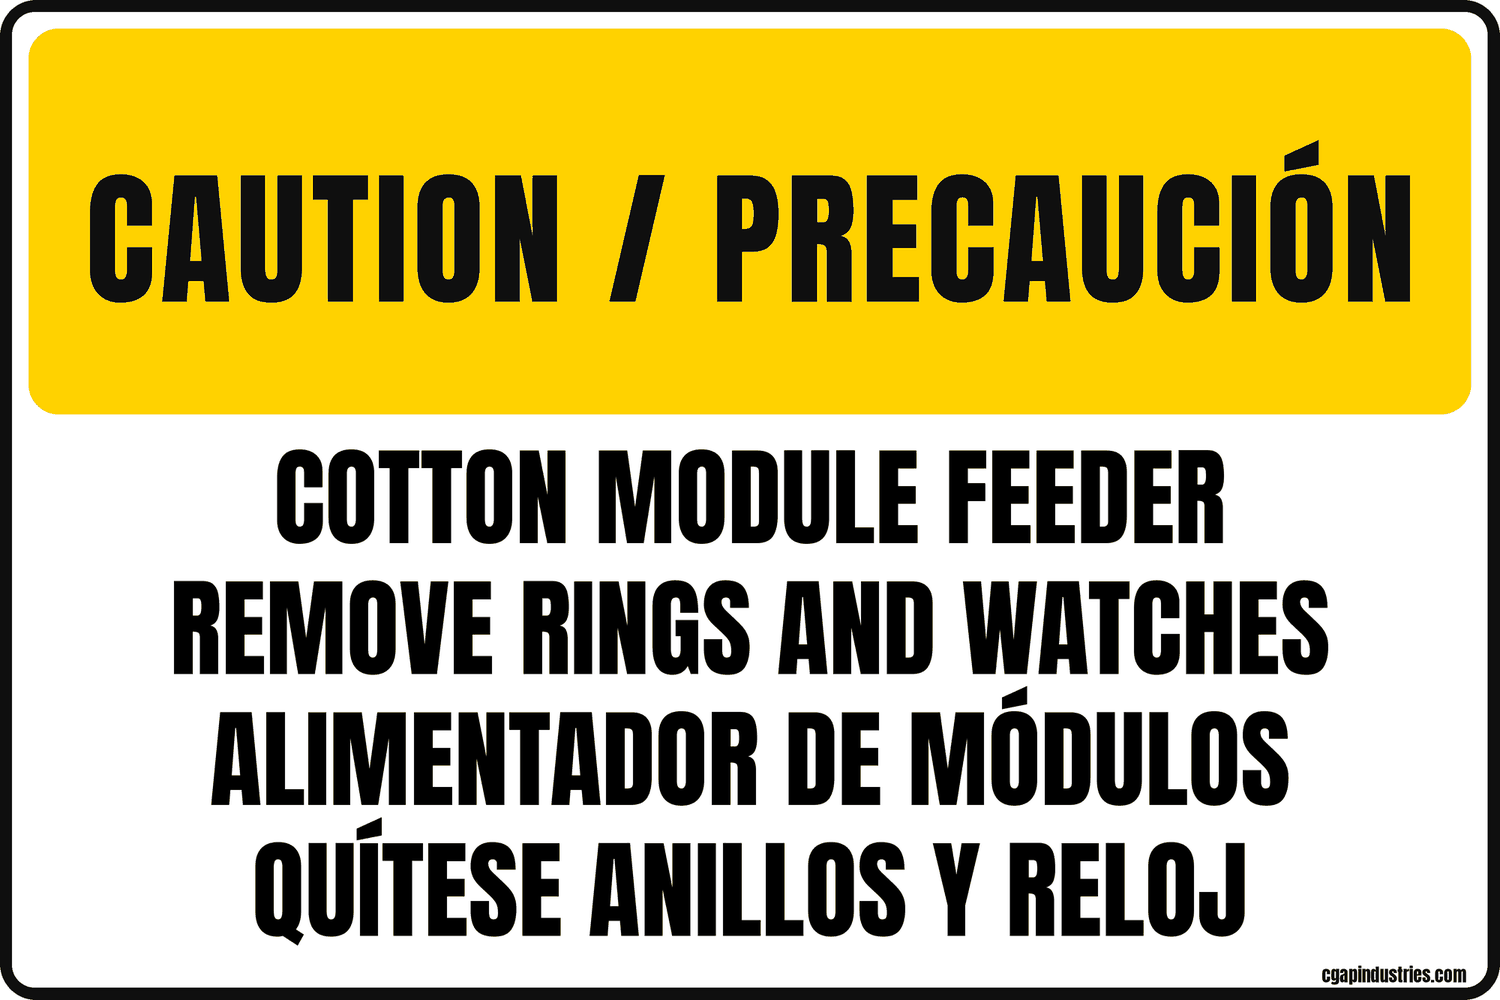 CAUTION / PRECAUCIÓN
COTTON MODULE FEEDER
REMOVE RINGS AND WATCHES
ALIMENTADOR DE MÓDULOS
QUÍTESE ANILLOS Y RELOJ
cgapindustries.com